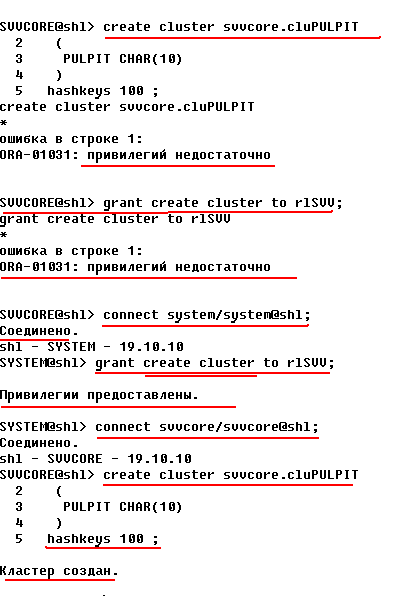 SVVCORE@shl> create cluster svvcore.cluPULPIT
2 (
3 PULPIT CHAR(10)
4 )
5 hashkeys 100 ;
create cluster svvcore.cluPULPIT
*
ошибка в строке 1:
ORA-01031: привилегий недостаточно
SVVCORE@shl> grant create cluster to rlSVV;
grant create cluster to rlSVV
*
ошибка в строке 1:
ORA-01031: привилегий недостаточно
SVVCORE@shl> connect system/system@shl;
Соединено.
shl - SYSTEM - 19.10.10
SYSTEM@shl> grant create cluster to rlSVV;
Привилегии предоставлены.
SYSTEM@shl> connect svvcore/svvcore@shl;
Соединено.
shl - SVVCORE - 19.10.10
SVVCORE@shl> create cluster svvcore.cluPULPIT
2 (
3 PULPIT CHAR(10)
4 )
5 hashkeys 100 ;
Кластер создан.